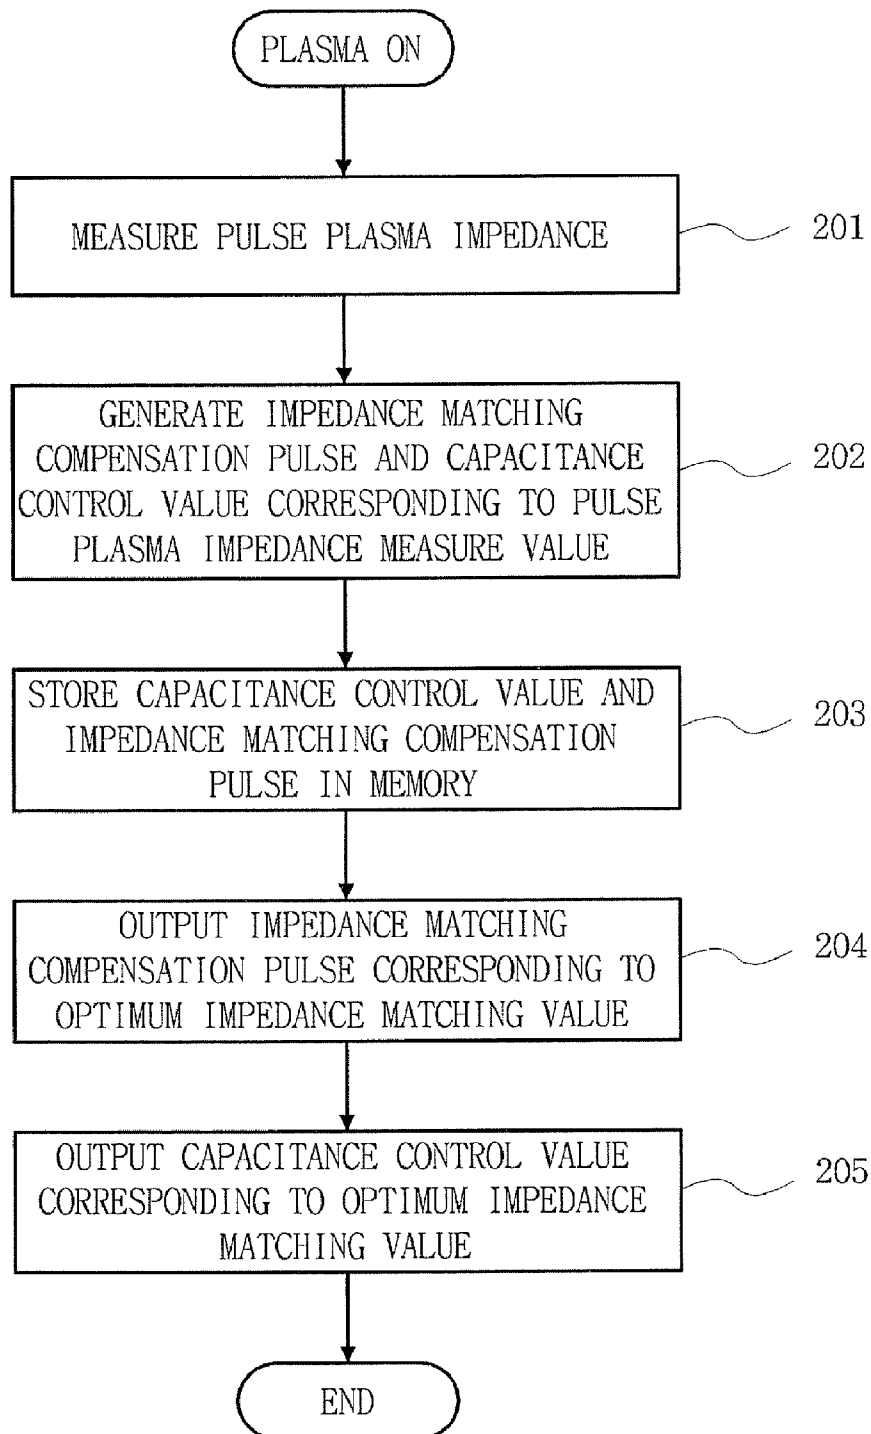 PLASMA ON
MEASURE PULSE PLASMA IMPEDANCE
201
GENERATE IMPEDANCE MATCHING
COMPENSATION PULSE AND CAPACITANCE
CONTROL VALUE CORRESPONDING TO PULSE
PLASMA IMPEDANCE MEASURE VALUE
202
STORE CAPACITANCE CONTROL VALUE AND
IMPEDANCE MATCHING COMPENSATION
PULSE IN MEMORY
203
OUTPUT IMPEDANCE MATCHING
COMPENSATION PULSE CORRESPONDING TO
OPTIMUM IMPEDANCE MATCHING VALUE
204
OUTPUT CAPACITANCE CONTROL VALUE
CORRESPONDING TO OPTIMUM IMPEDANCE
MATCHING VALUE
205
END